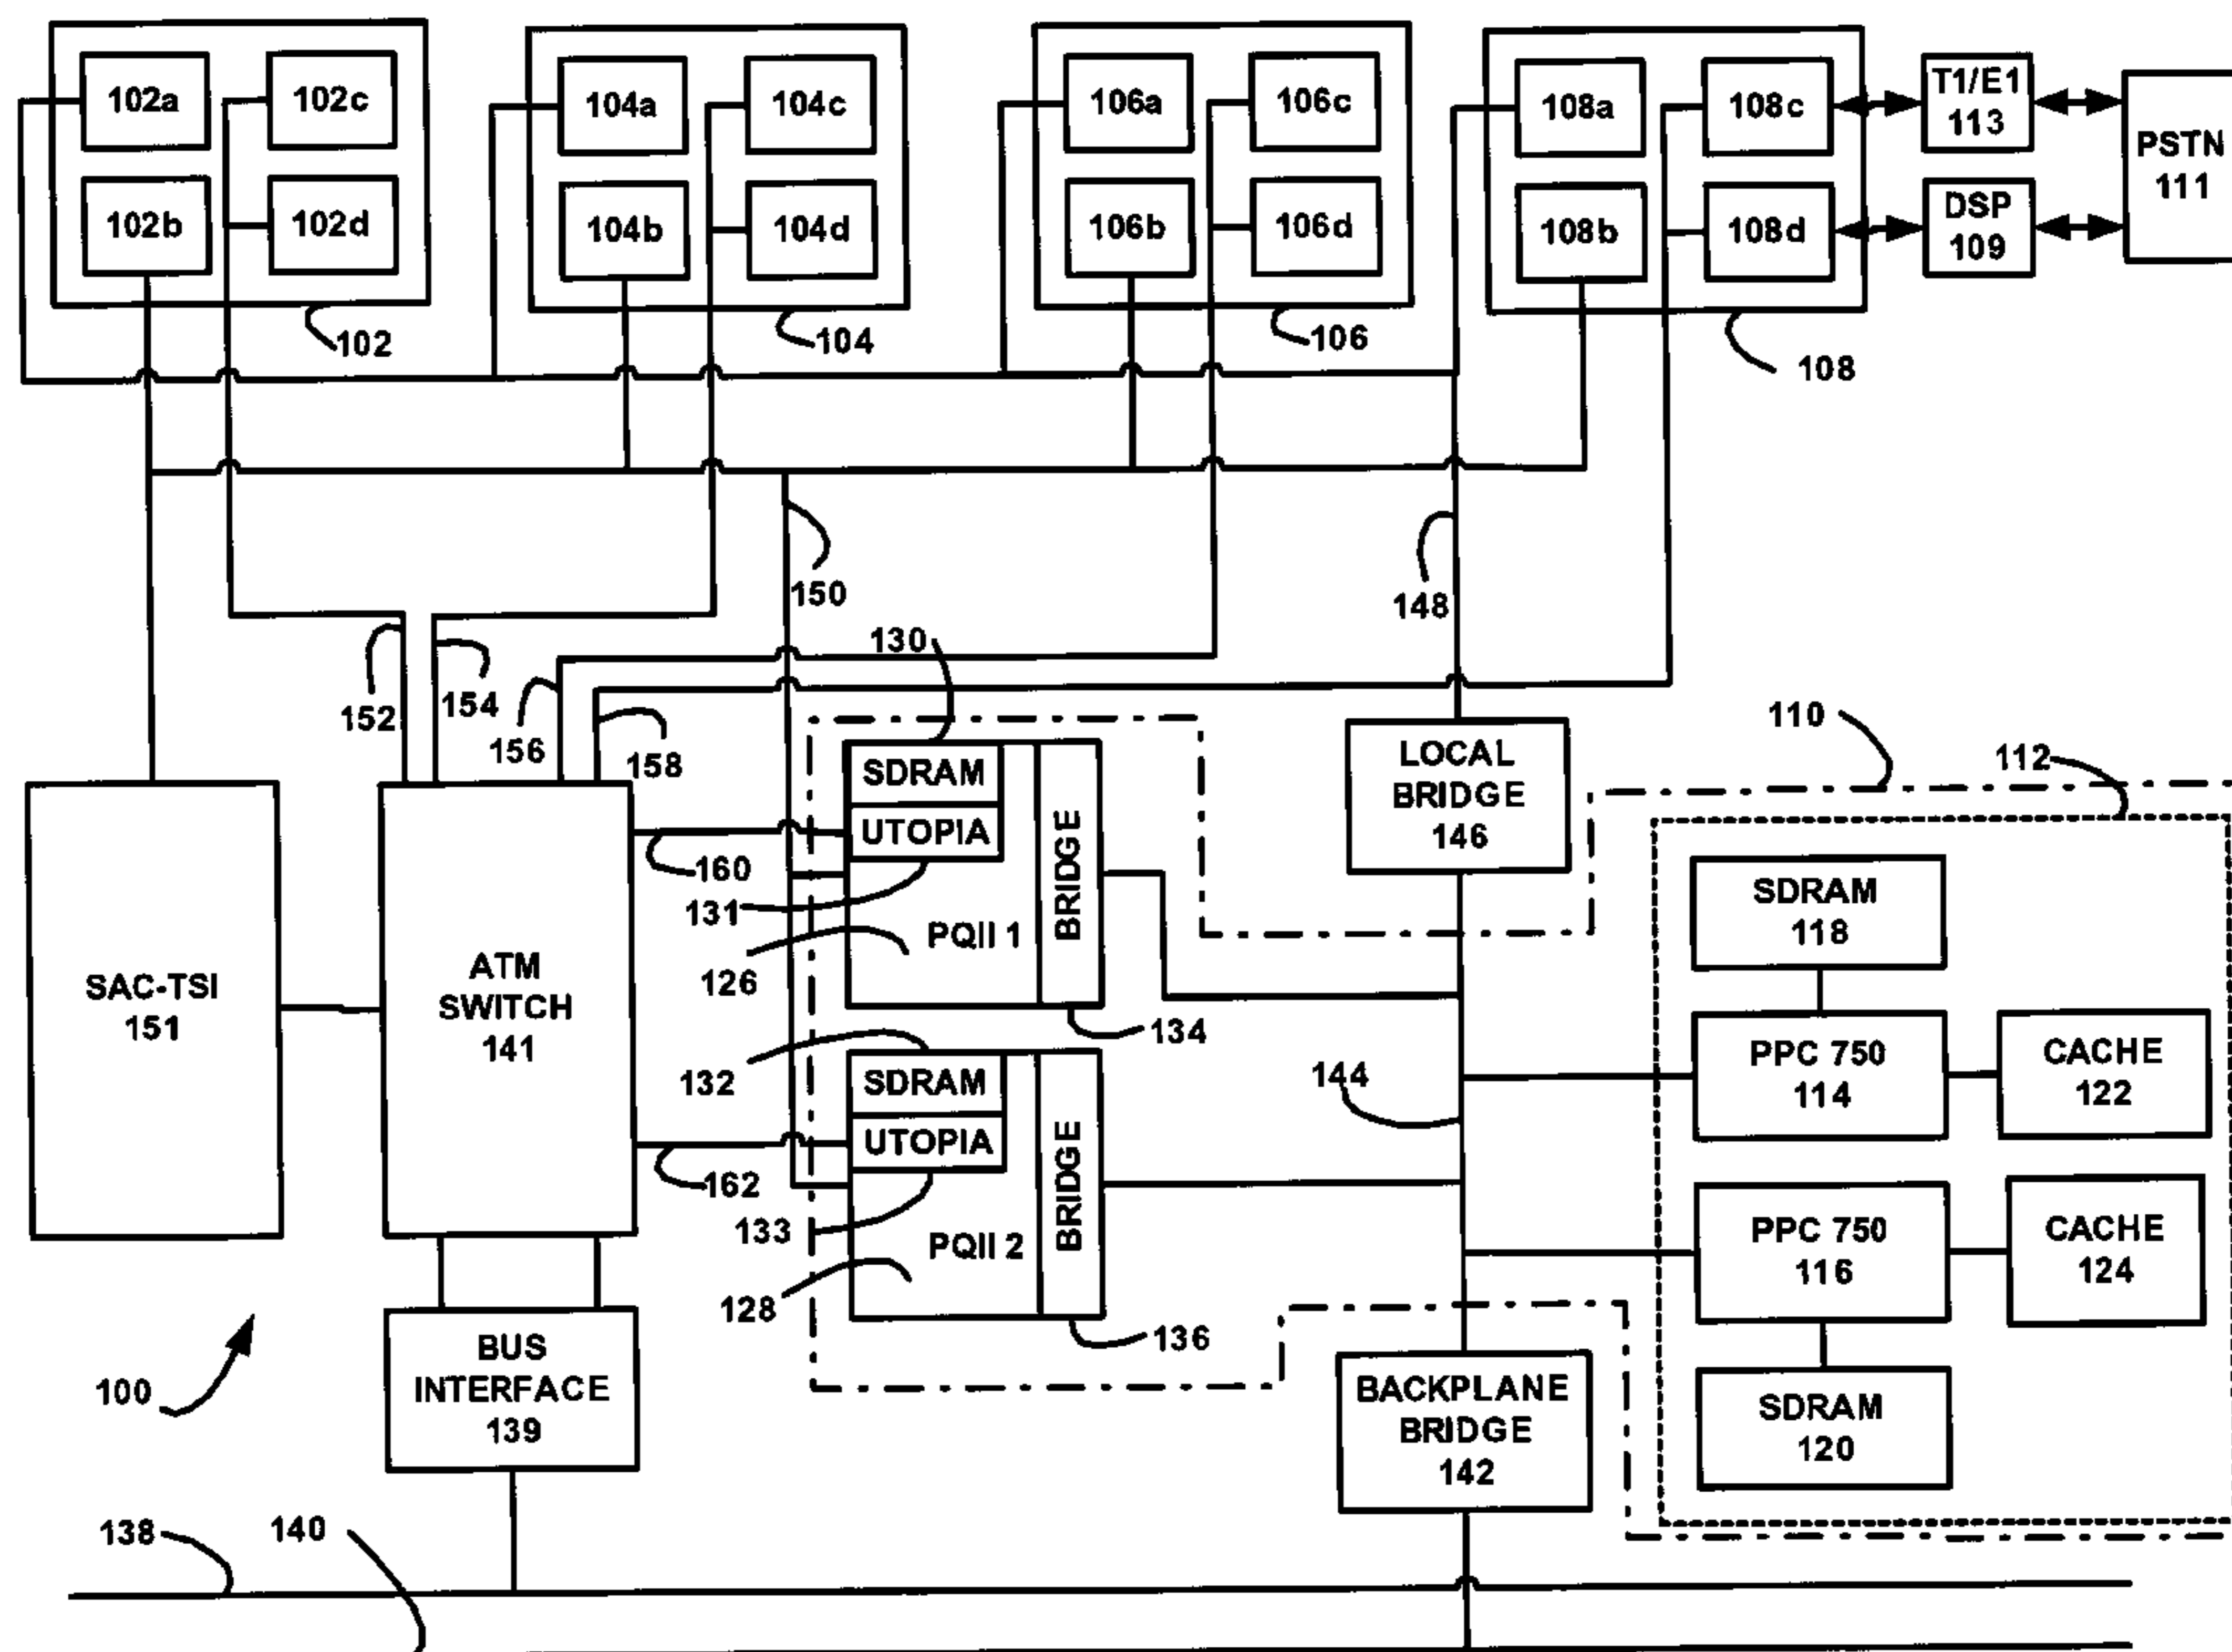 102a
102c
102b
102d
102
104a
104c
104b
104d
104
106a
106c
106b
106d
106
108a
108c
108b
108d
108
T1/E1
113
DSP
109
PSTN
111
150
148
152
154
156
158
130
SDRAM
UTOPIA
BRIDGE
PQII 1
160
131
126
134
132
SDRAM
UTOPIA
BRIDGE
PQII 2
162
133
128
136
LOCAL
BRIDGE
146
110
112
SDRAM
118
PPC 750
114
CACHE
122
144
PPC 750
116
CACHE
124
SDRAM
120
SAC-TSI
151
ATM
SWITCH
141
BUS
INTERFACE
139
100
BACKPLANE
BRIDGE
142
138
140